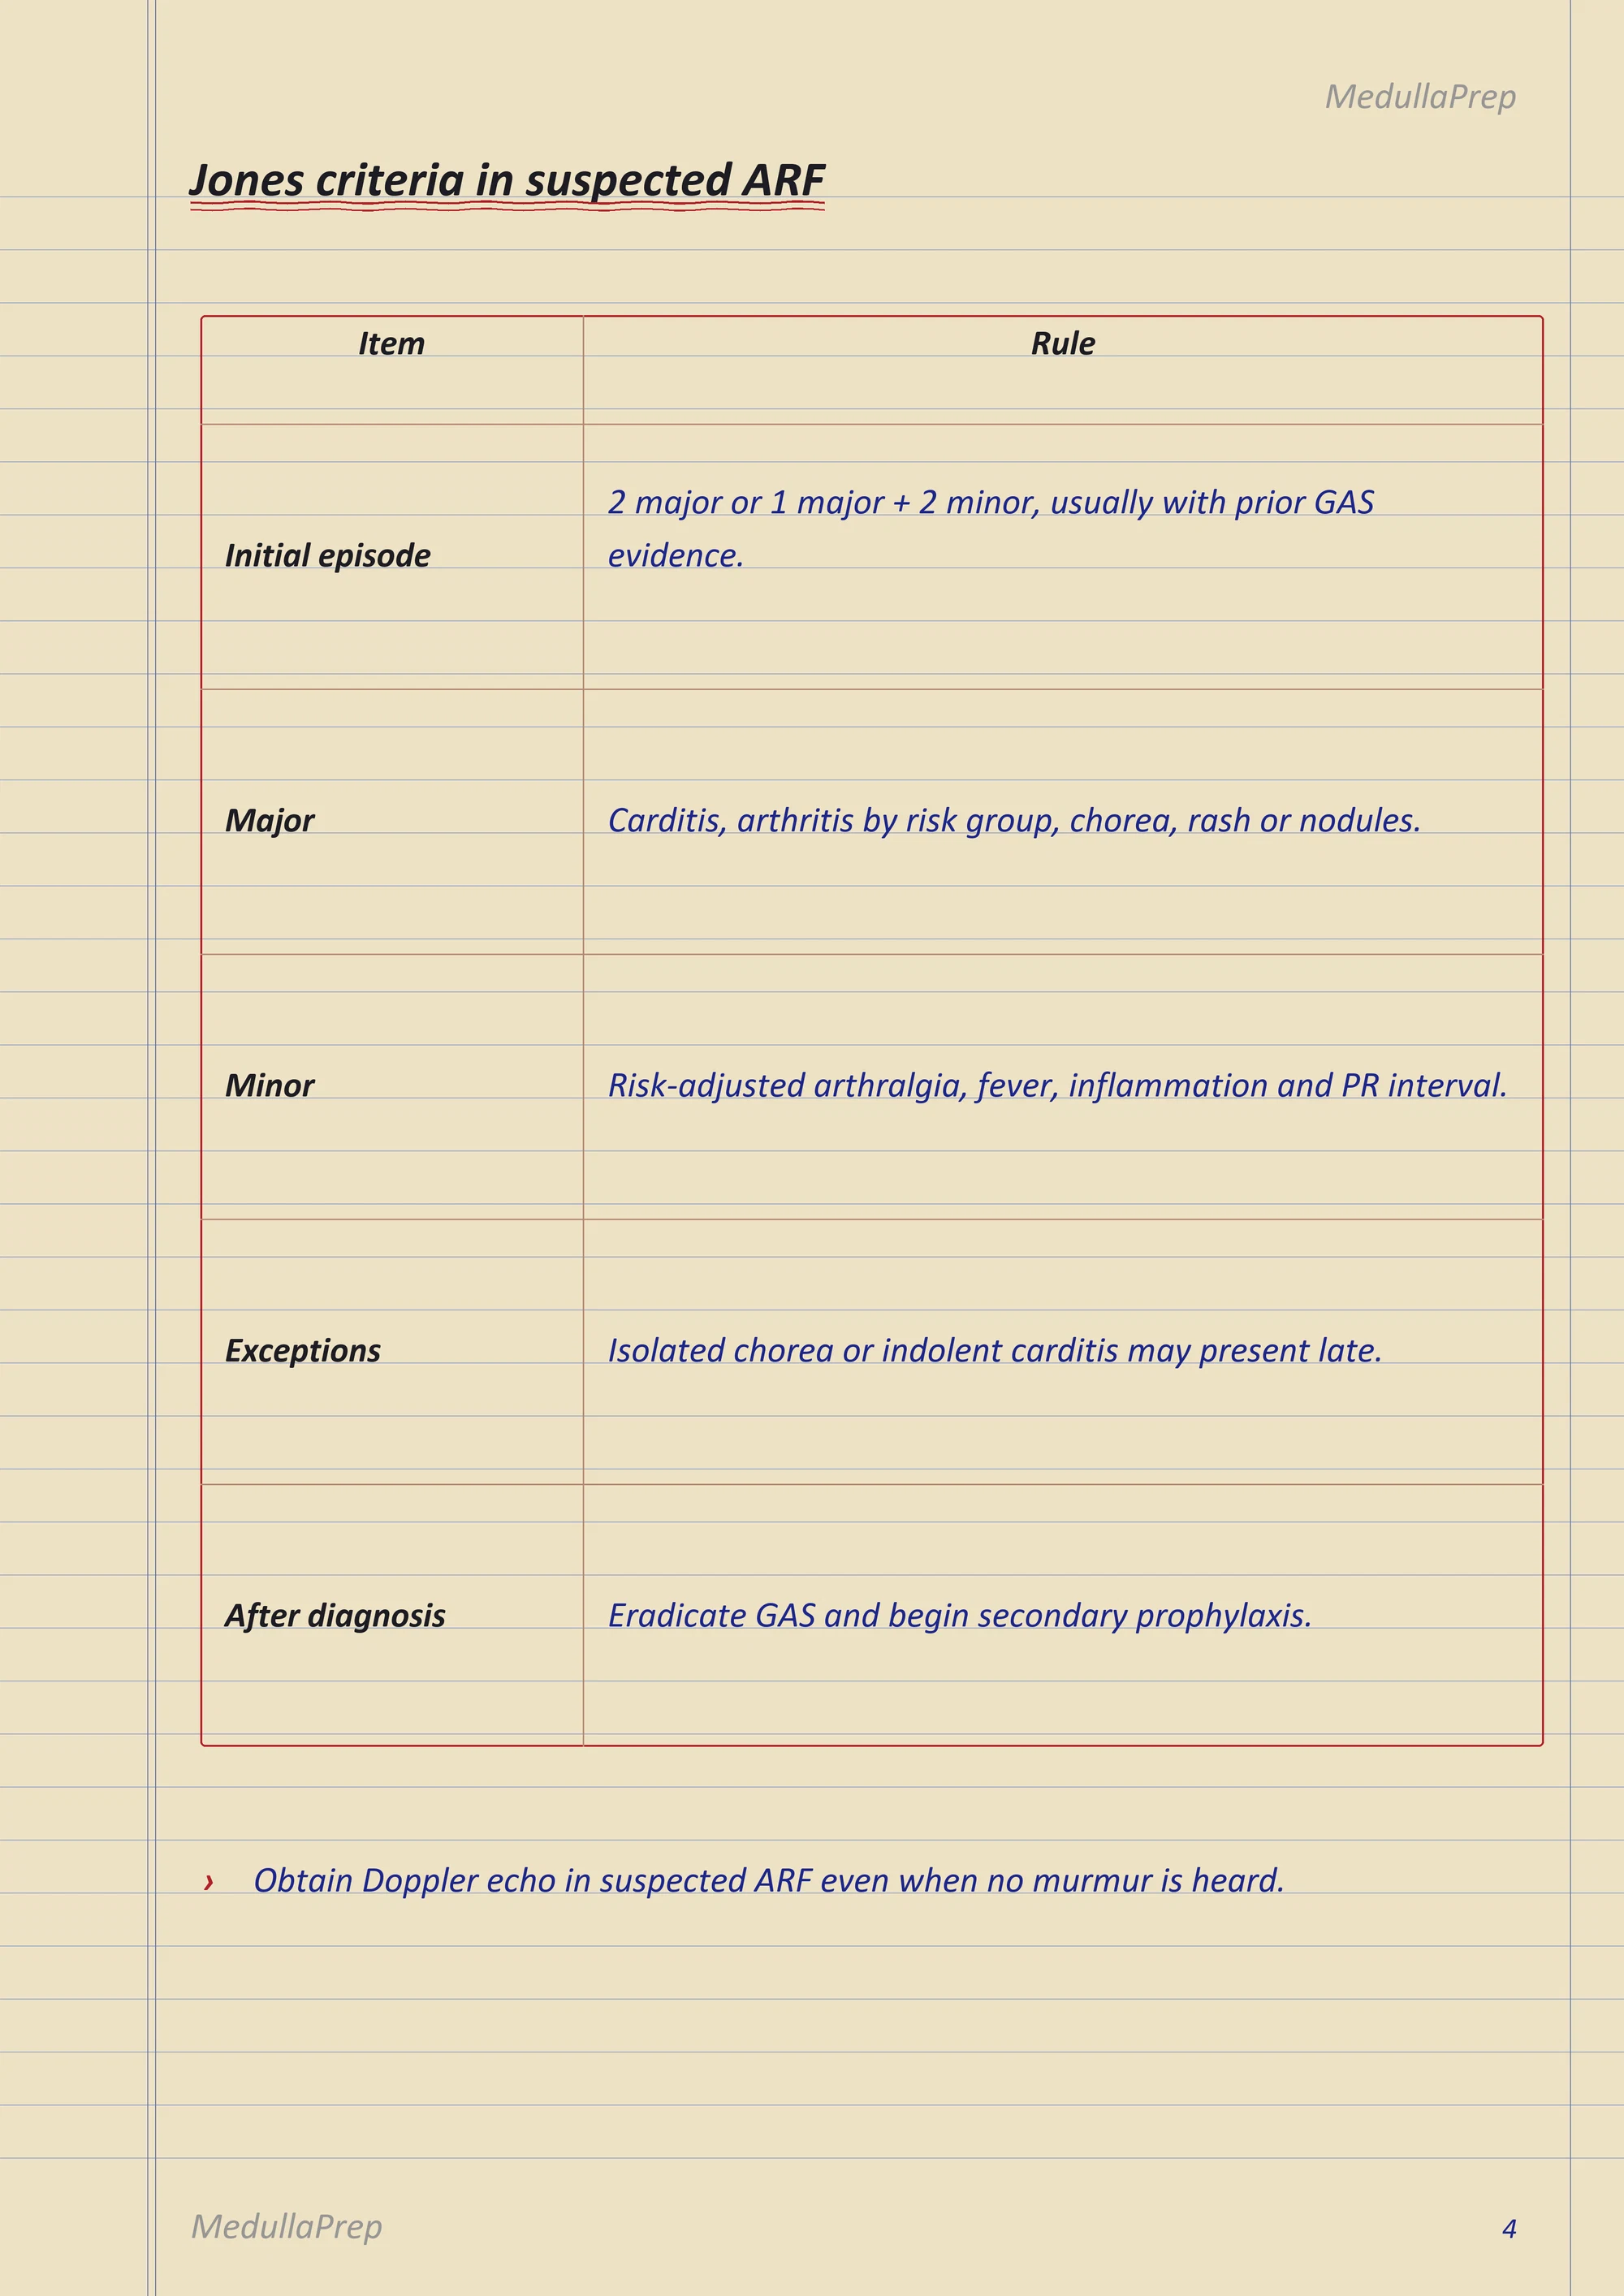 MedullaPrep
Jones criteria in suspected ARF
Item Rule
2 major or 1 major + 2 minor, usually with prior GAS
Initial episode evidence.
Major Carditis, arthritis by risk group, chorea, rash or nodules.
Minor Risk-adjusted arthralgia, fever, inflammation and PR interval.
Exceptions Isolated chorea or indolent carditis may present late.
After diagnosis Eradicate GAS and begin secondary prophylaxis.
› Obtain Doppler echo in suspected ARF even when no murmur is heard.
MedullaPrep 4